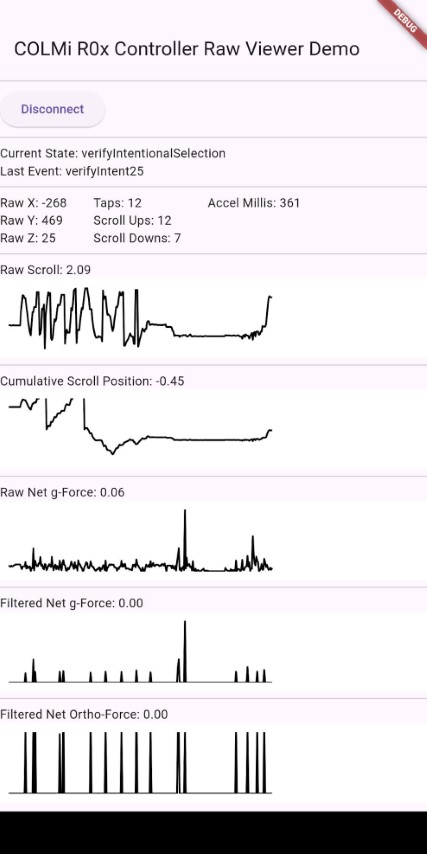 DEBUG
COLMi R0x Controller Raw Viewer Demo
Disconnect
Current State: verifyIntentionalSelection
Last Event: verifyIntent25
Raw X: -268 Taps: 12 Accel Millis: 361
Raw Y: 469 Scroll Ups: 12
Raw Z: 25 Scroll Downs: 7
Raw Scroll: 2.09
Cumulative Scroll Position: -0.45
Raw Net g-Force: 0.06
Filtered Net g-Force: 0.00
Filtered Net Ortho-Force: 0.00